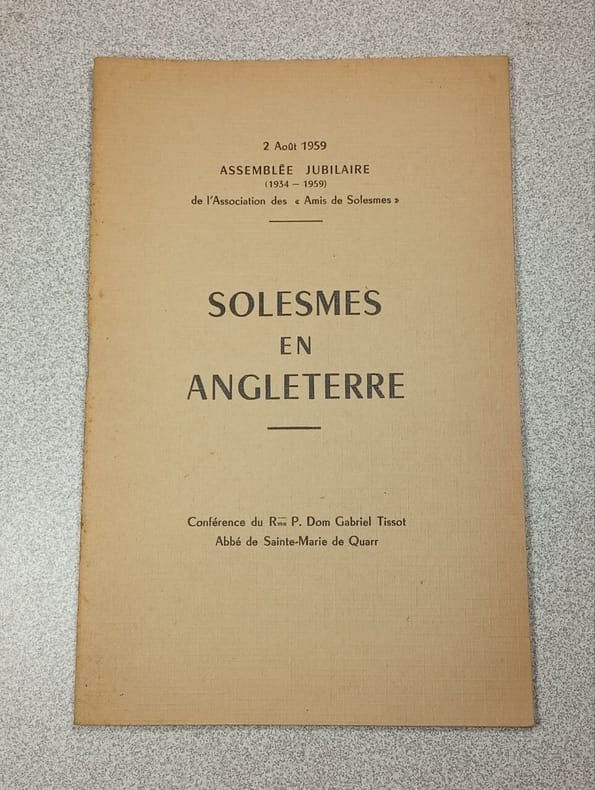 2 Août 1959
ASSEMBLÉE JUBILAIRE
(1934 — 1959)
de l'Association des « Amis de Solesmes »
SOLESMES
EN
ANGLETERRE
Conférence du Rme P. Dom Gabriel Tissot
Abbé de Sainte-Marie de Quarr